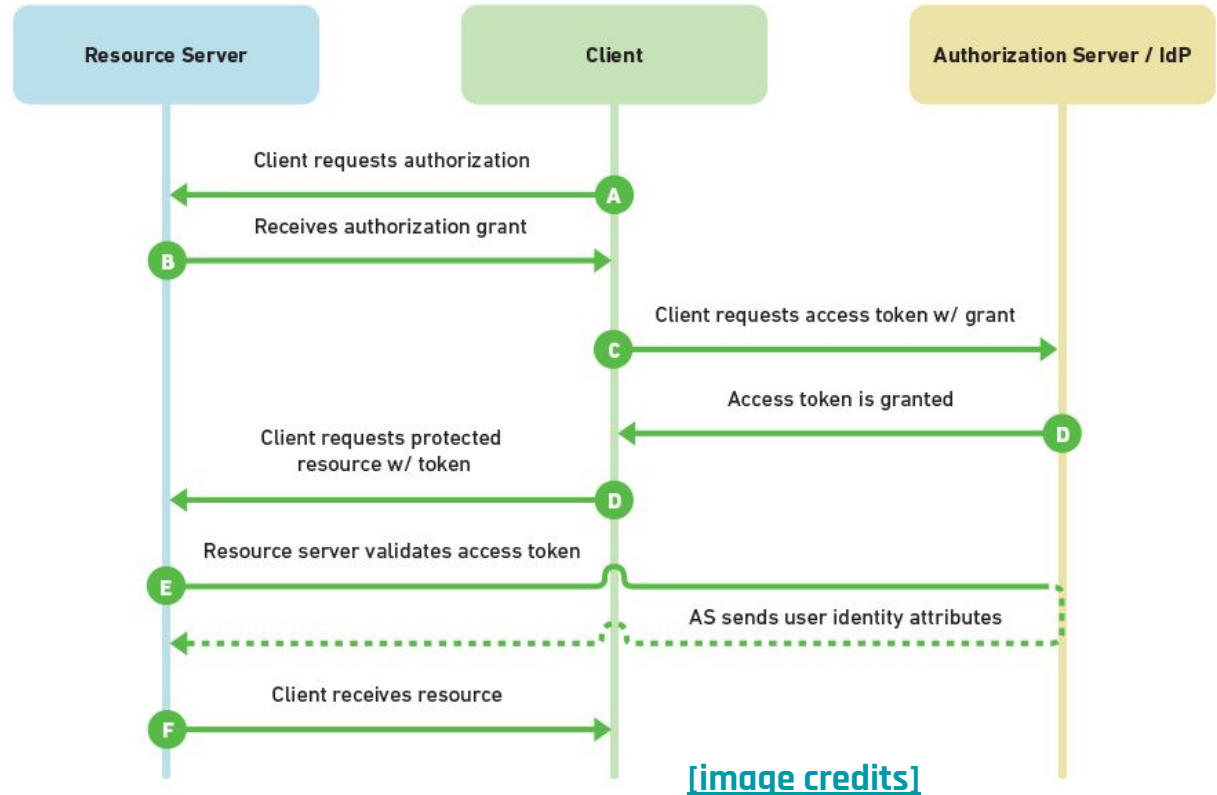 Resource Server
Client
Authorization Server / IdP
Client requests authorization
A
Receives authorization grant
B
Client requests access token w/ grant
C
Access token is granted
D
Client requests protected
resource w/ token
D
Resource server validates access token
E
AS sends user identity attributes
Client receives resource
F
[image credits]